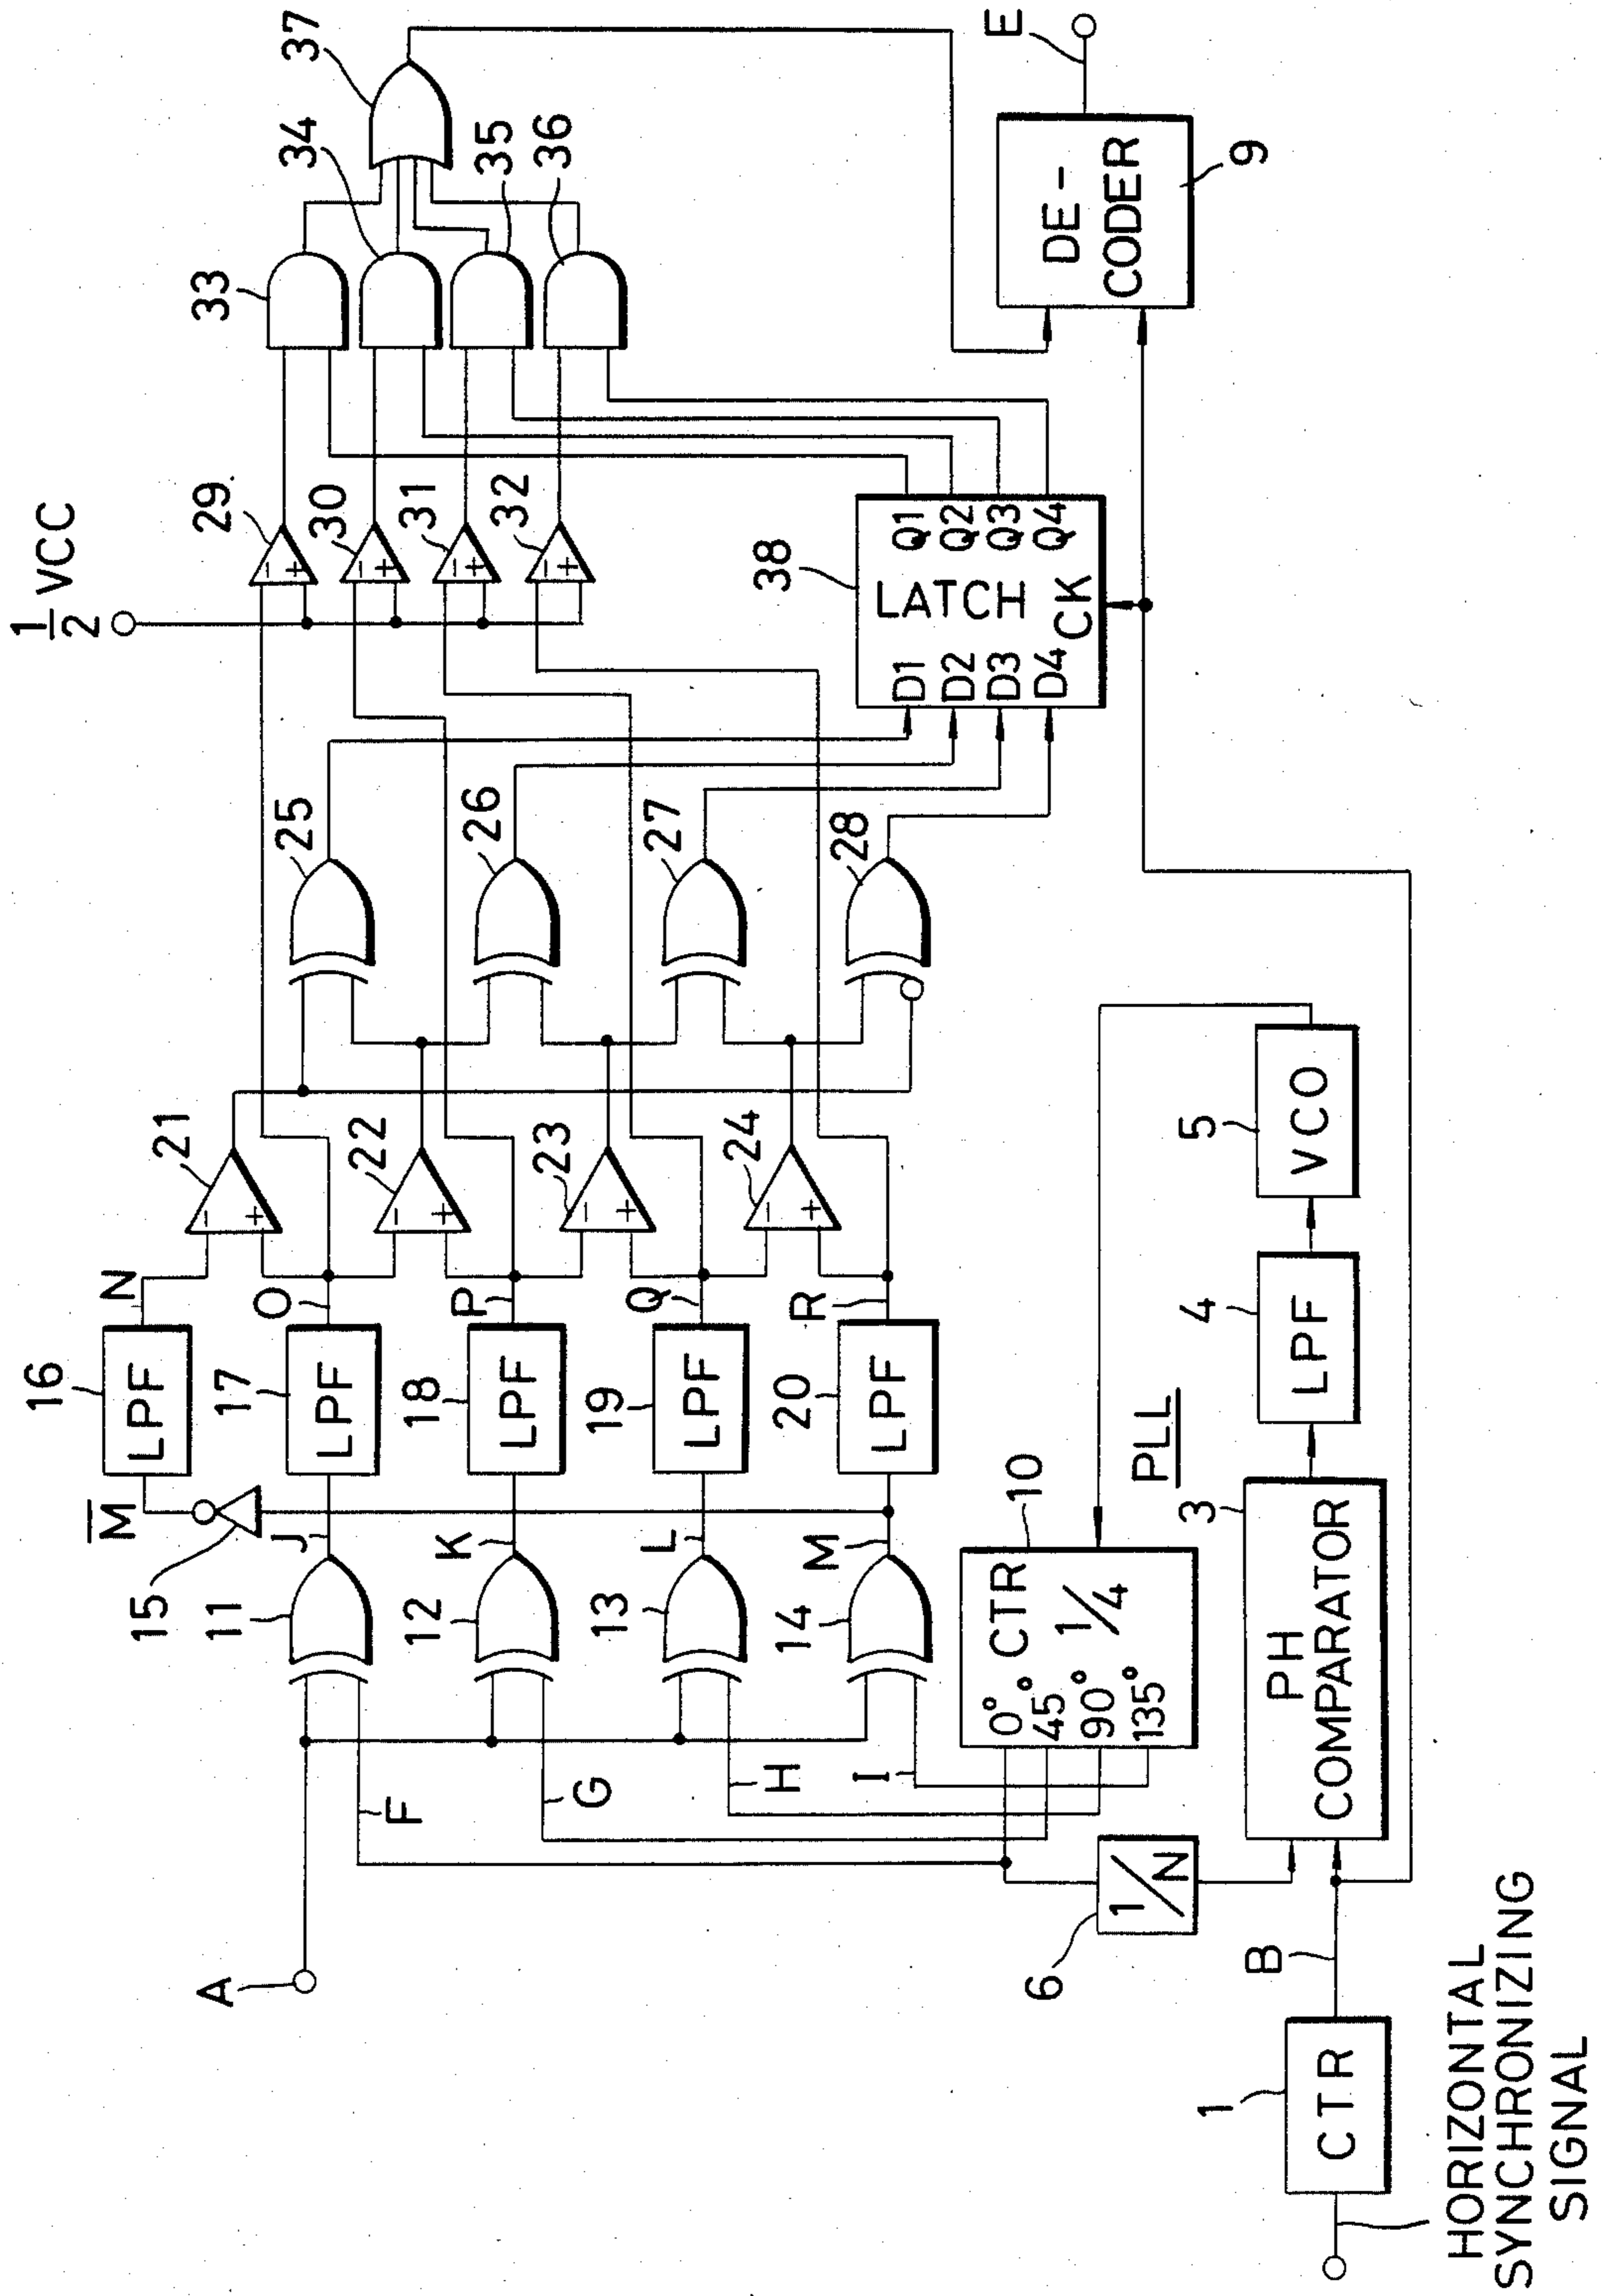 A
F
G
H
I
11
12
13
14
15
J
K
L
M
M̅
16
LPF
17
LPF
18
LPF
19
LPF
20
LPF
N
O
P
Q
R
21
- +
22
- +
23
- +
24
- +
25
26
27
28
1/2 VCC
29
- +
30
- +
31
- +
32
- +
33
34
35
36
37
38
LATCH
D1
D2
D3
D4
Q1
Q2
Q3
Q4
CK
DE-
CODER
9
E
10
CTR
1/4
0°
45°
90°
135°
PLL
6
1/N
HORIZONTAL
SYNCHRONIZING
SIGNAL
1
CTR
B
3
PH
COMPARATOR
4
LPF
5
VCO